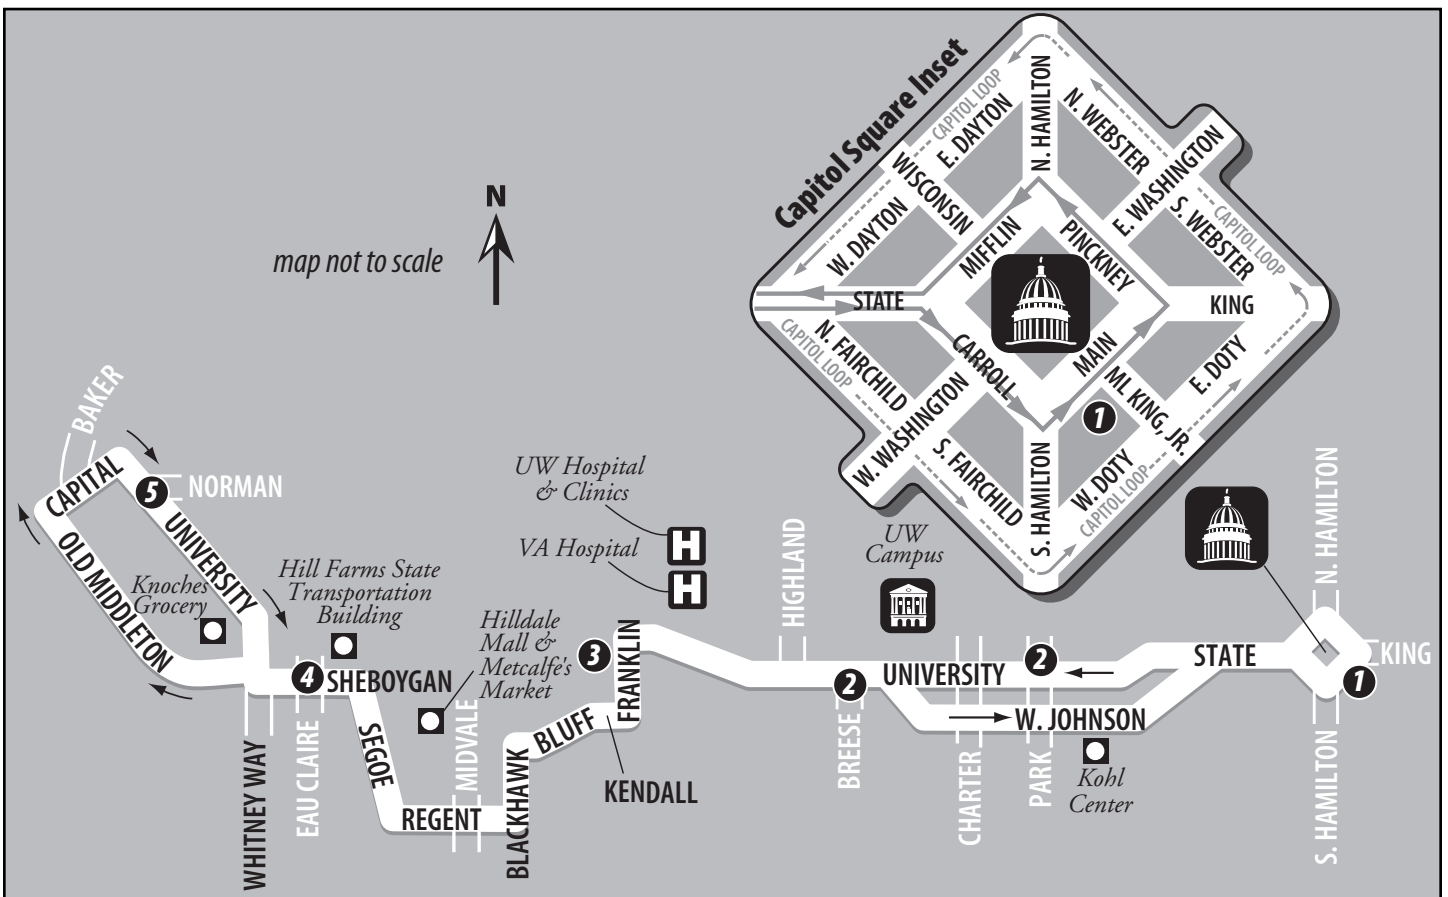 Capitol Square Inset
N
map not to scale
CAPITOL LOOP
E. DAYTON
N. HAMILTON
N. WEBSTER
E. WASHINGTON
WISCONSIN
W. DAYTON
MIFFLIN
PINCKNEY
S. WEBSTER
CAPITOL LOOP
STATE
KING
N. FAIRCHILD
CAPITOL LOOP
CARROLL
MAIN
ML KING, JR.
E. DOTY
1
W. WASHINGTON
S. FAIRCHILD
S. HAMILTON
W. DOTY
CAPITOL LOOP
BAKER
CAPITAL
5
NORMAN
UNIVERSITY
OLD MIDDLETON
Knoches
Grocery
Hill Farms State
Transportation
Building
UW Hospital
& Clinics
H
VA Hospital
H
Hilldale
Mall &
Metcalfe's
Market
3
FRANKLIN
HIGHLAND
UW
Campus
N. HAMILTON
4
SHEBOYGAN
2
UNIVERSITY
2
STATE
KING
1
WHITNEY WAY
EAU CLAIRE
SEGOE
REGENT
MIDVALE
BLACKHAWK
BLUFF
KENDALL
BREESE
CHARTER
W. JOHNSON
PARK
Kohl
Center
S. HAMILTON